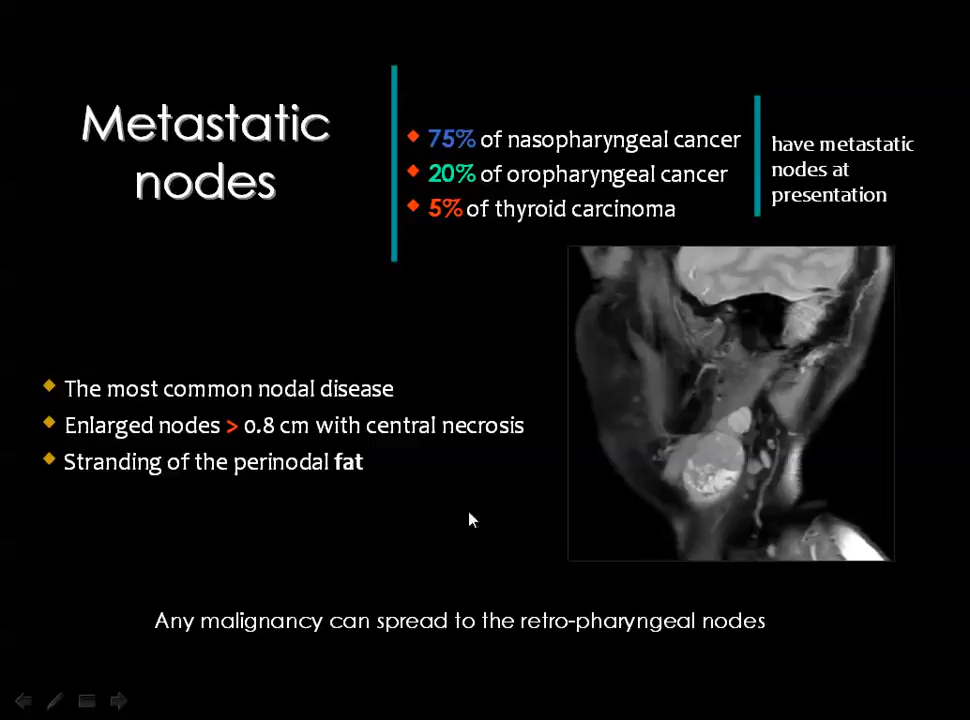 Metastatic
nodes
75% of nasopharyngeal cancer
20% of oropharyngeal cancer
5% of thyroid carcinoma
have metastatic
nodes at
presentation
The most common nodal disease
Enlarged nodes > 0.8 cm with central necrosis
Stranding of the perinodal fat
Any malignancy can spread to the retro-pharyngeal nodes